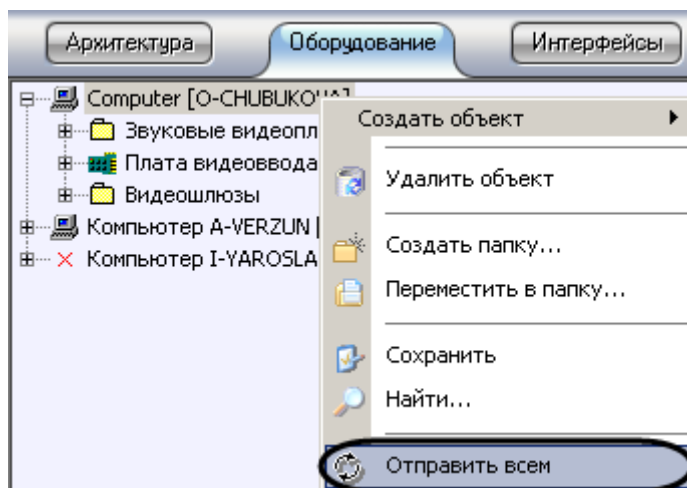 Архитектура
Оборудование
Интерфейсы
Computer [O-CHUBUKOVA]
Звуковые видеопл
Плата видеоввода
Видеошлюзы
Компьютер A-VERZUN [
Компьютер I-YAROSLA
Создать объект
Удалить объект
Создать папку...
Переместить в папку...
Сохранить
Найти...
Отправить всем